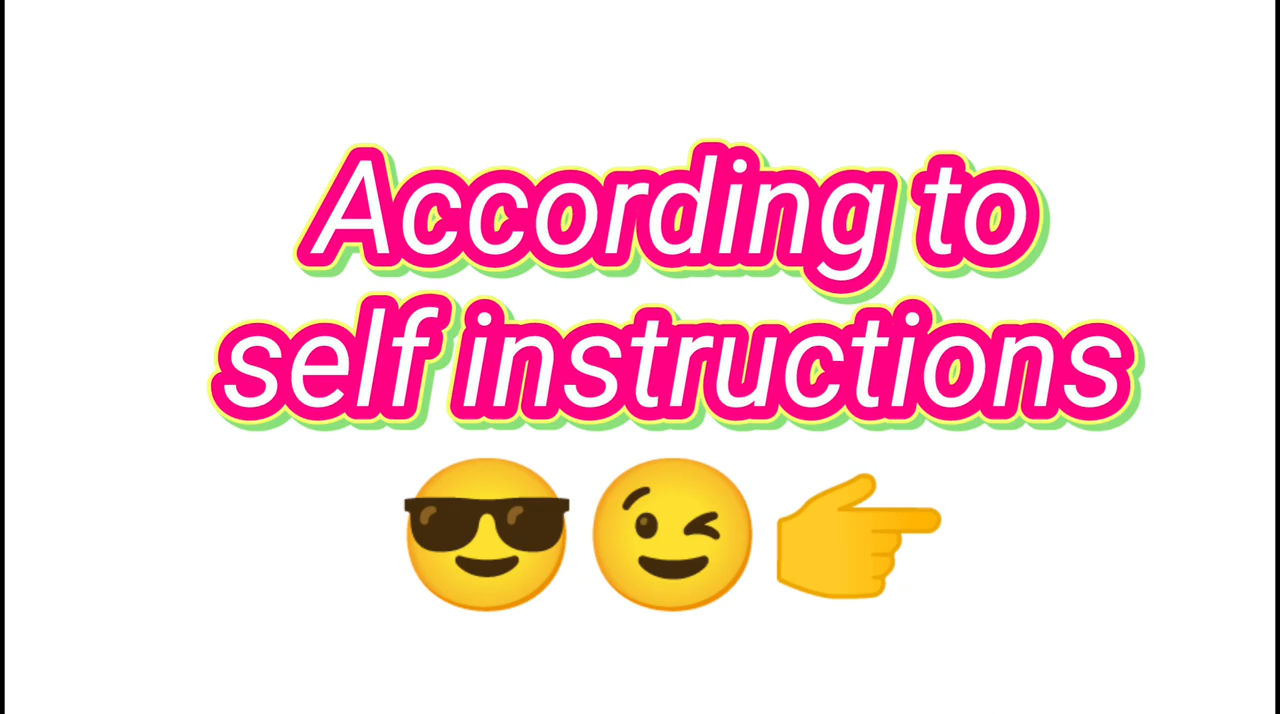 According to
self instructions
😎😉👉